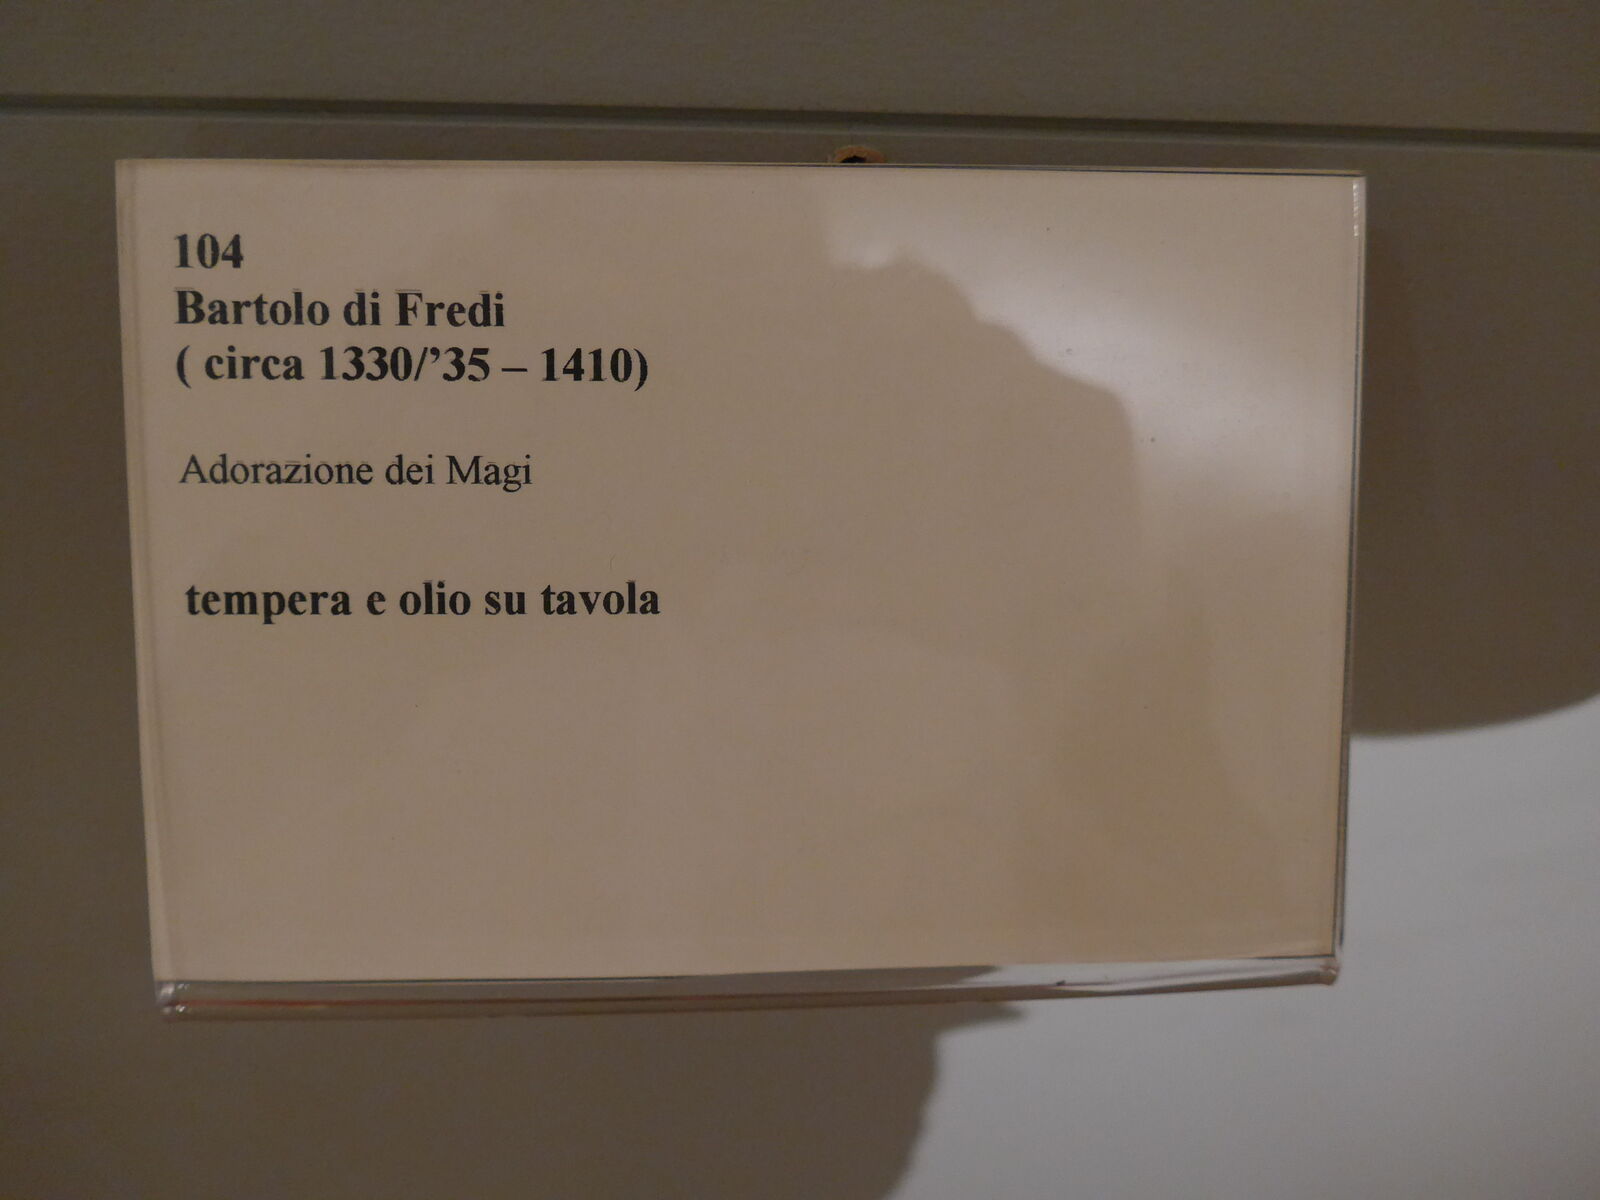 104
Bartolo di Fredi
( circa 1330/’35 – 1410)
Adorazione dei Magi
tempera e olio su tavola